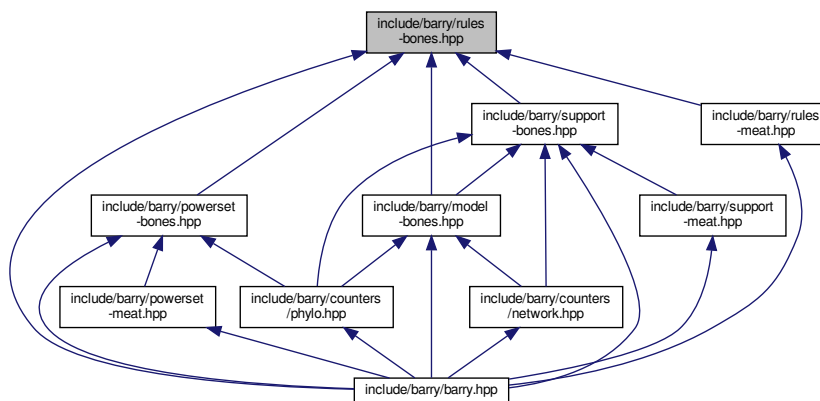 include/barry/rules
-bones.hpp
include/barry/support
-bones.hpp
include/barry/rules
-meat.hpp
include/barry/powerset
-bones.hpp
include/barry/model
-bones.hpp
include/barry/support
-meat.hpp
include/barry/powerset
-meat.hpp
include/barry/counters
/phylo.hpp
include/barry/counters
/network.hpp
include/barry/barry.hpp